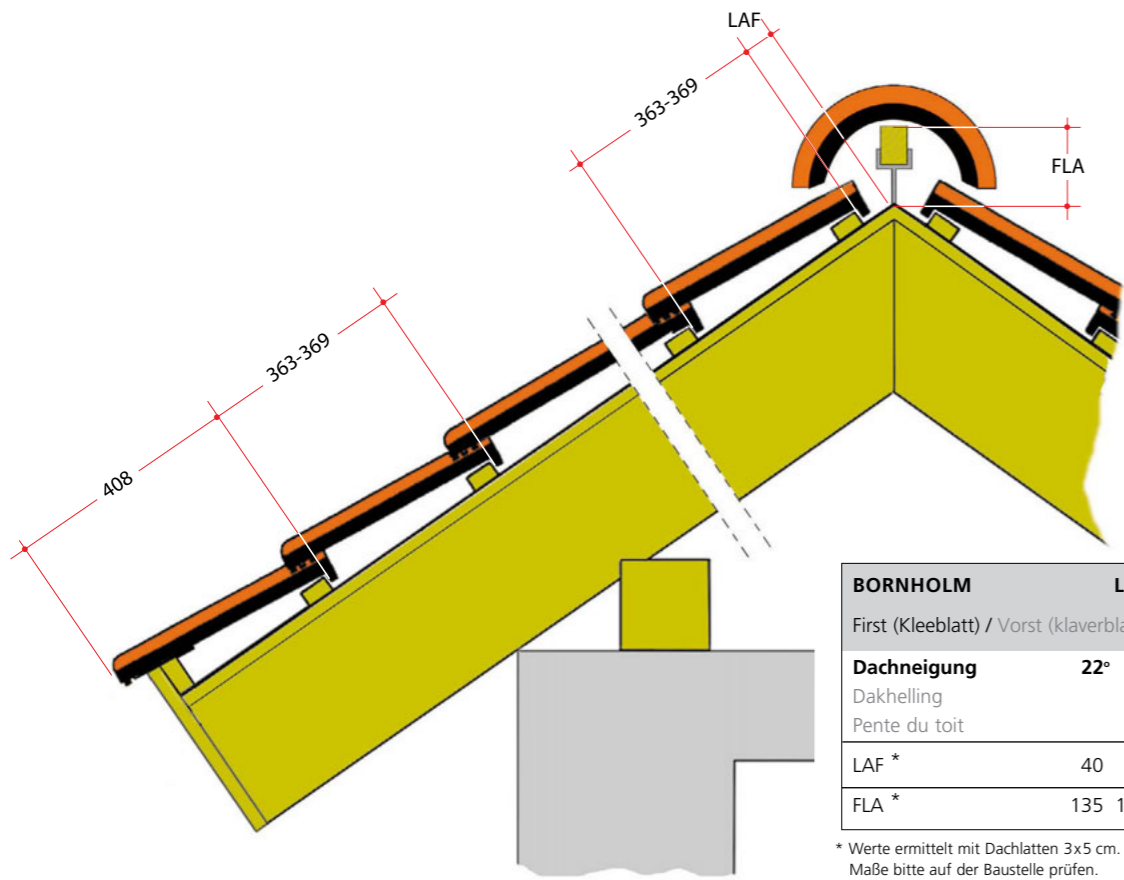 LAF
363-369
FLA
363-369
408
BORNHOLM
First (Kleeblatt) / Vorst
Dachneigung 22°
Dakhelling
Pente du toit
LAF * 40
FLA * 135
* Werte ermittelt mit Dachlatten 3x5 cm.
Maße bitte auf der Baustelle prüfen.